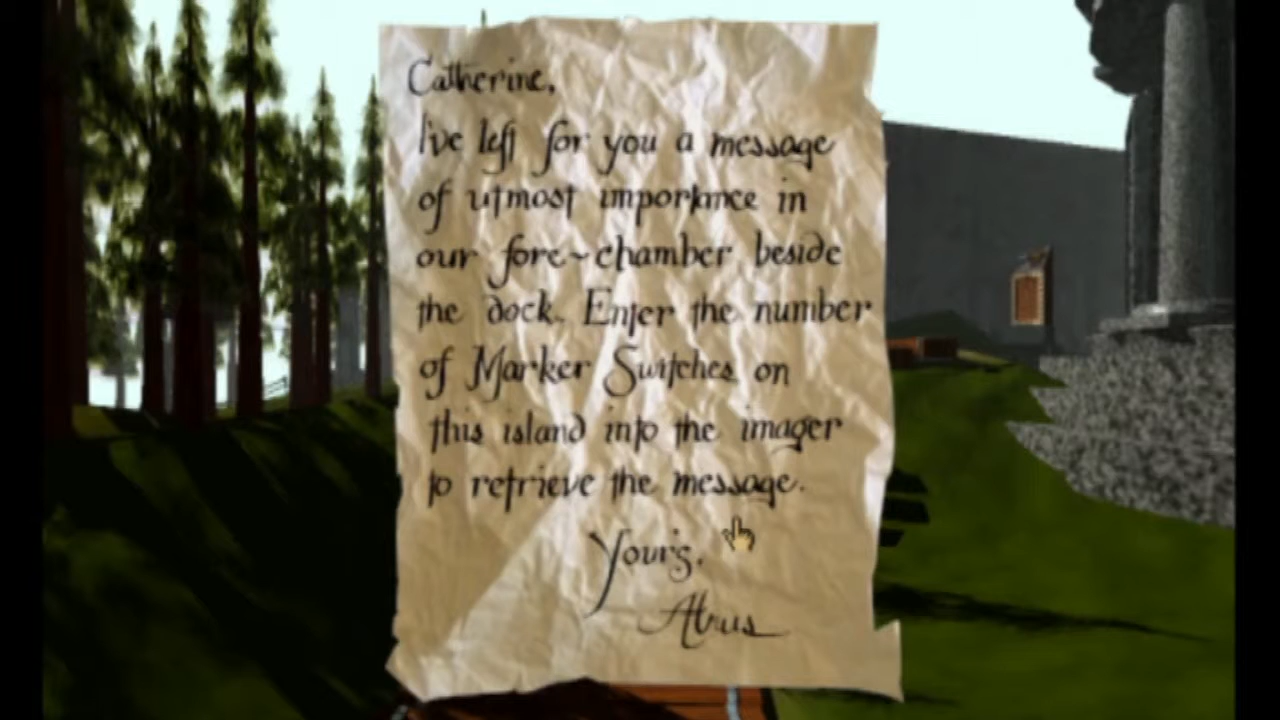 Catherine,
I've left for you a message
of utmost importance in
our fore~chamber beside
the dock. Enter the number
of Marker Switches on
this island into the imager
to retrieve the message.
Yours,
Atrus